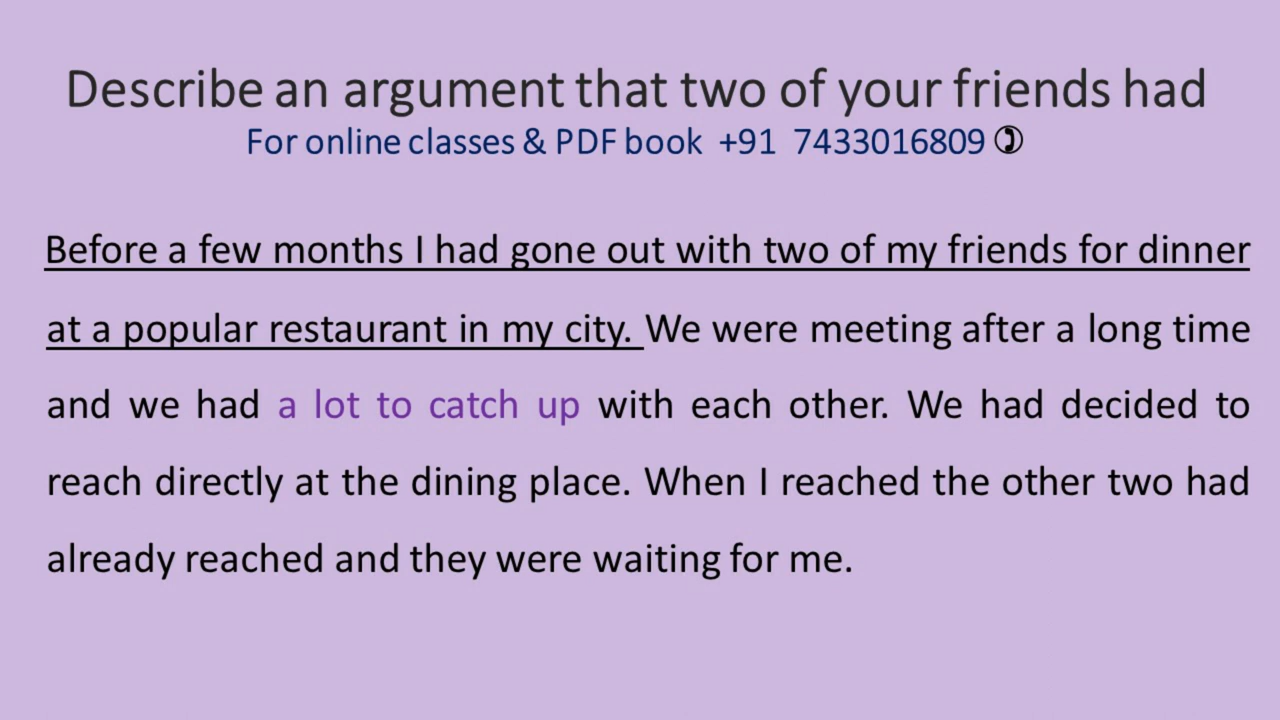 Describe an argument that two of your friends had
For online classes & PDF book +91 7433016809
Before a few months I had gone out with two of my friends for dinner
at a popular restaurant in my city. We were meeting after a long time
and we had a lot to catch up with each other. We had decided to
reach directly at the dining place. When I reached the other two had
already reached and they were waiting for me.